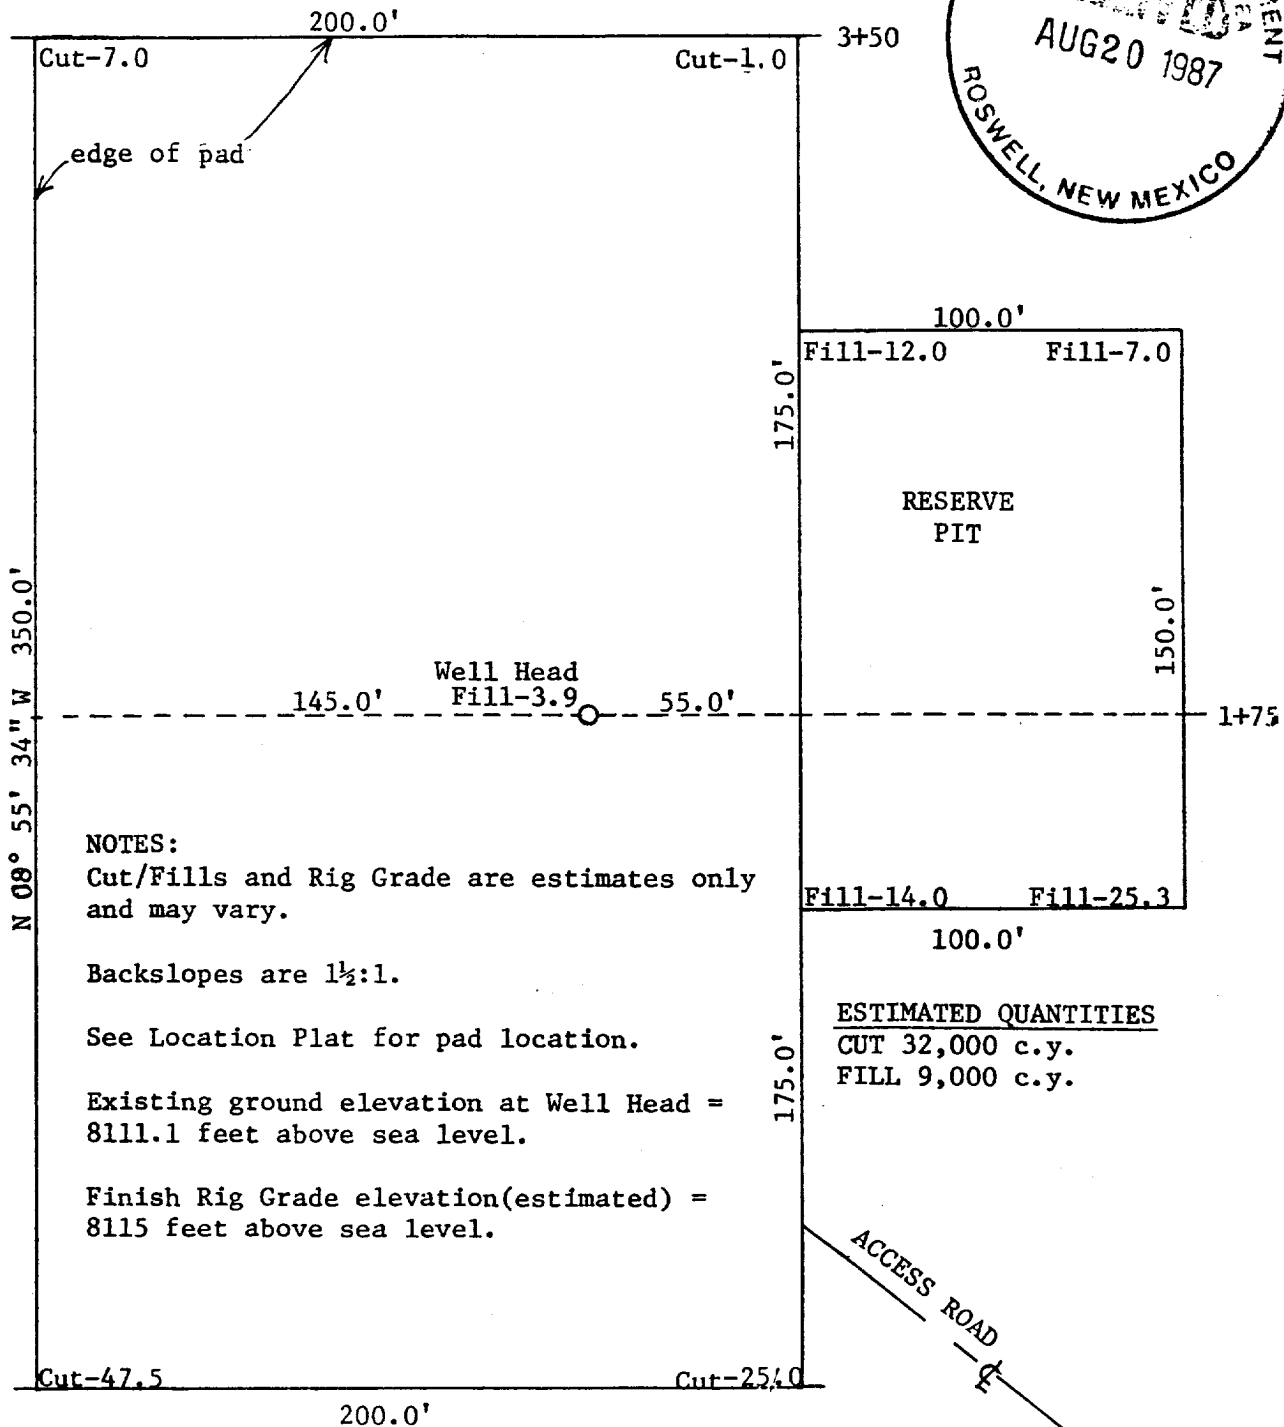 200.0'
Cut-7.0
Cut-1.0
3+50
AUG 20 1987
ROSWELL, NEW MEXICO
edge of pad
100.0'
Fill-12.0
Fill-7.0
175.0'
RESERVE
PIT
150.0'
N 08° 55' 34" W 350.0'
Well Head
Fill-3.9
145.0'
55.0'
1+75
NOTES:
Cut/Fills and Rig Grade are estimates only
and may vary.
Backslopes are 1½:1.
See Location Plat for pad location.
Existing ground elevation at Well Head =
8111.1 feet above sea level.
Finish Rig Grade elevation(estimated) =
8115 feet above sea level.
Fill-14.0
Fill-25.3
100.0'
ESTIMATED QUANTITIES
CUT 32,000 c.y.
FILL 9,000 c.y.
175.0'
ACCESS ROAD
℄
Cut-47.5
Cut-25.0
200.0'